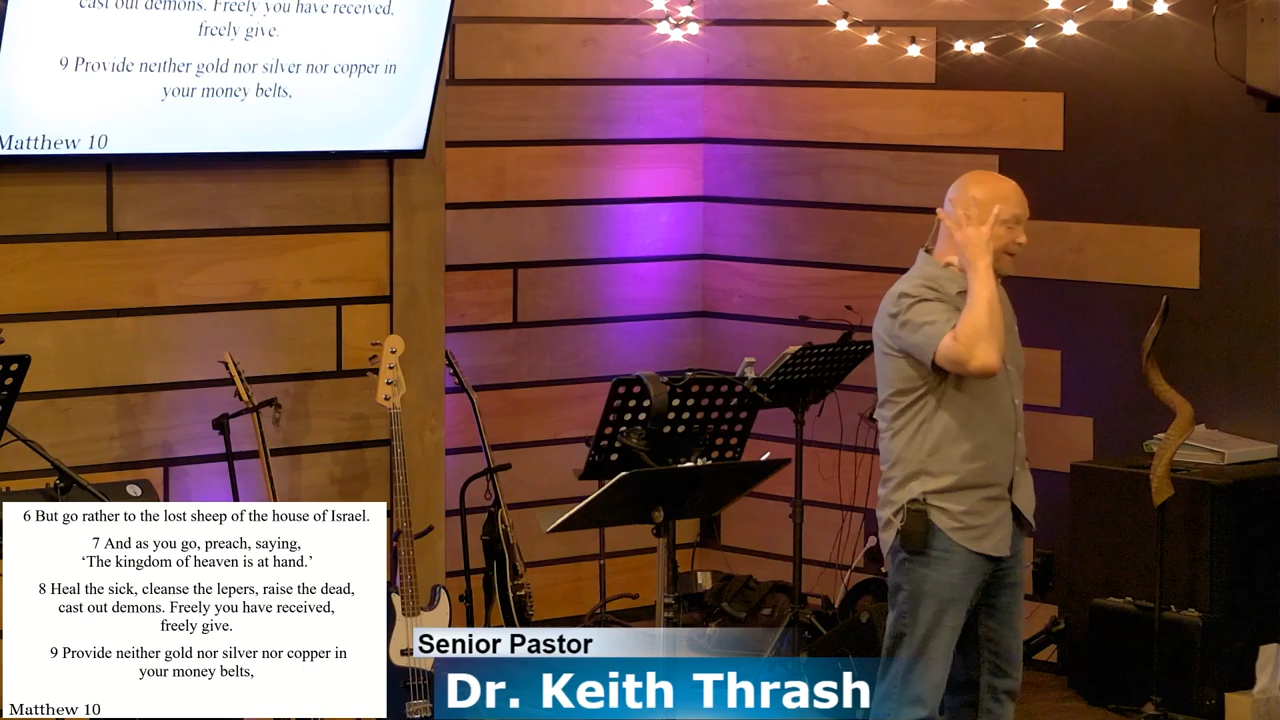 cast out demons. Freely you have received,
freely give.
9 Provide neither gold nor silver nor copper in
your money belts,
Matthew 10
6 But go rather to the lost sheep of the house of Israel.
7 And as you go, preach, saying,
‘The kingdom of heaven is at hand.’
8 Heal the sick, cleanse the lepers, raise the dead,
cast out demons. Freely you have received,
freely give.
9 Provide neither gold nor silver nor copper in
your money belts,
Matthew 10
Senior Pastor
Dr. Keith Thrash